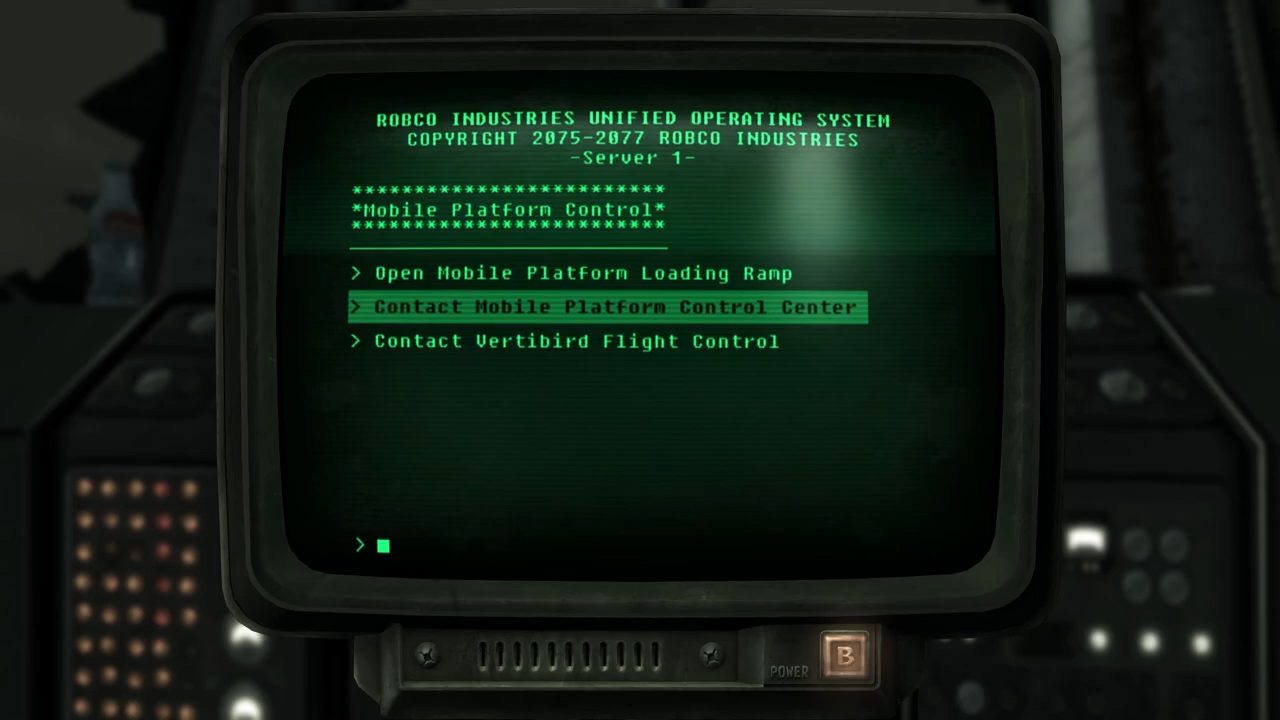 ROBCO INDUSTRIES UNIFIED OPERATING SYSTEM
COPYRIGHT 2075-2077 ROBCO INDUSTRIES
-Server 1-
*************************
*Mobile Platform Control*
*************************
> Open Mobile Platform Loading Ramp
> Contact Mobile Platform Control Center
> Contact Vertibird Flight Control
>
POWER B